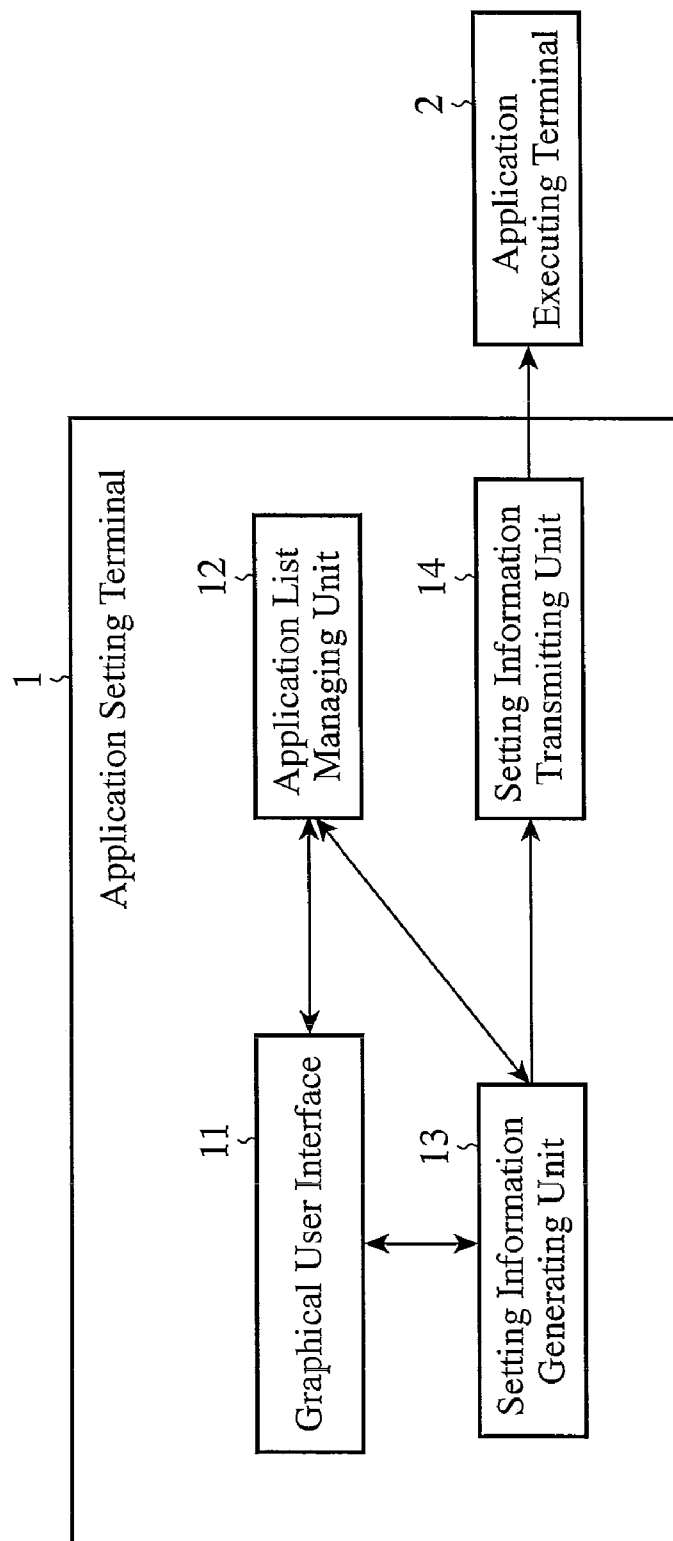 1
Application Setting Terminal
11
Graphical User Interface
12
Application List
Managing Unit
13
Setting Information
Generating Unit
14
Setting Information
Transmitting Unit
2
Application
Executing Terminal